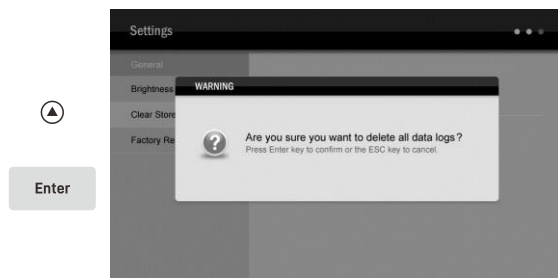 Settings
General
Brightness
WARNING
Clear Store
Are you sure you want to delete all data logs?
Press Enter key to confirm or the ESC key to cancel.
Factory Re
Enter